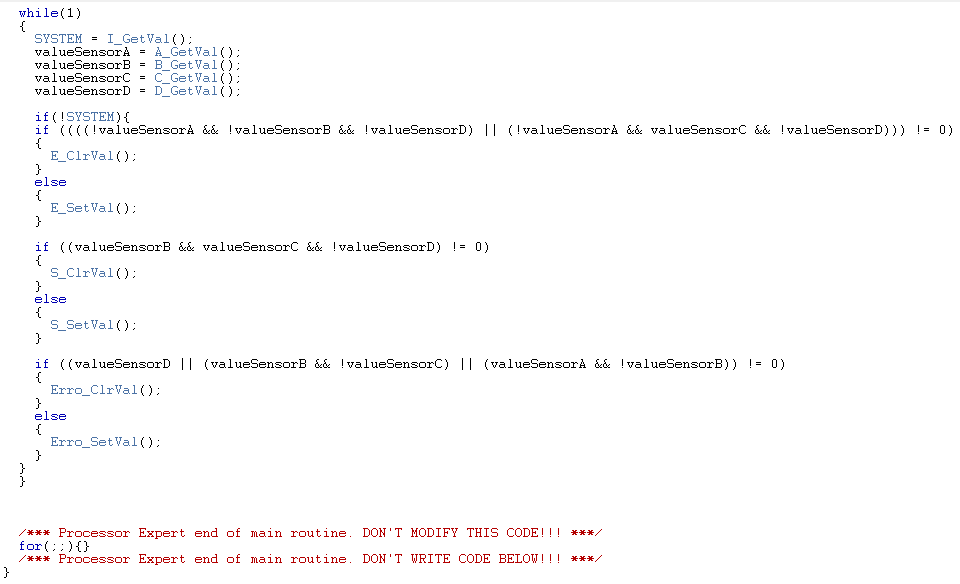 while(1)
{
SYSTEM = I_GetVal();
valueSensorA = A_GetVal();
valueSensorB = B_GetVal();
valueSensorC = C_GetVal();
valueSensorD = D_GetVal();
if(!SYSTEM){
if ((((!valueSensorA && !valueSensorB && !valueSensorD) || (!valueSensorA && valueSensorC && !valueSensorD))) != 0)
{
E_ClrVal();
}
else
{
E_SetVal();
}
if ((valueSensorB && valueSensorC && !valueSensorD) != 0)
{
S_ClrVal();
}
else
{
S_SetVal();
}
if ((valueSensorD || (valueSensorB && !valueSensorC) || (valueSensorA && !valueSensorB)) != 0)
{
Erro_ClrVal();
}
else
{
Erro_SetVal();
}
}
}
/*** Processor Expert end of main routine. DON'T MODIFY THIS CODE!!! ***/
for(;;){}
/*** Processor Expert end of main routine. DON'T WRITE CODE BELOW!!! ***/
}